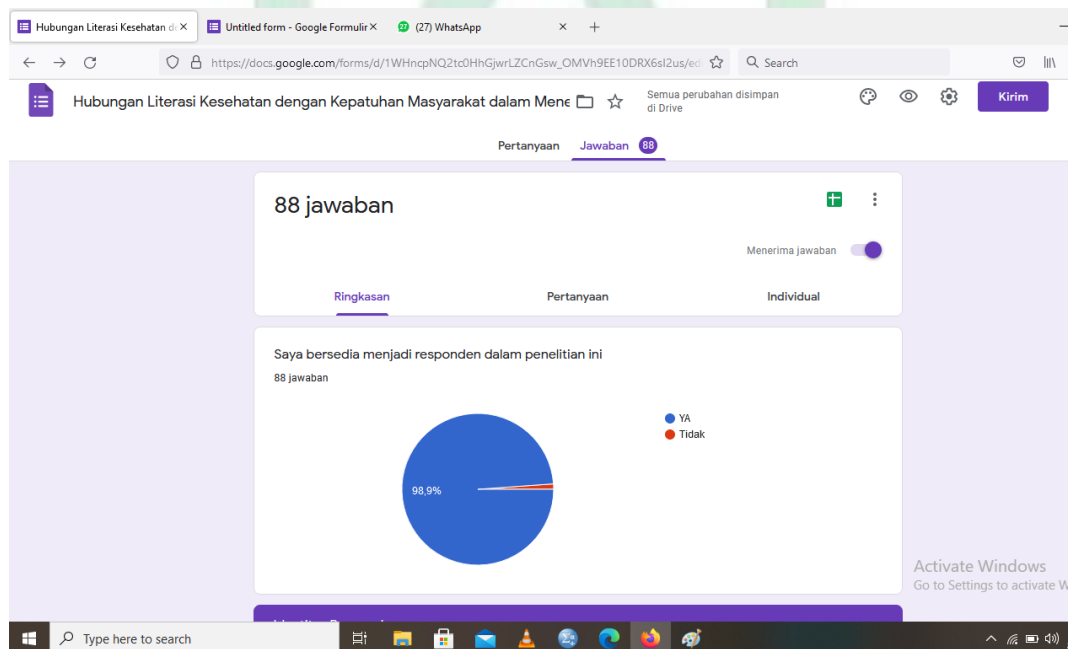 Hubungan Literasi Kesehatan d
Untitled form - Google Formulir
(27) WhatsApp
https://docs.google.com/forms/d/1WHncpNQ2tc0HhGjwrLZCnGsw_OMVh9EE10DRX6sI2us/ed
Search
Hubungan Literasi Kesehatan dengan Kepatuhan Masyarakat dalam Mene
Semua perubahan disimpan
di Drive
Kirim
Pertanyaan Jawaban 88
88 jawaban
Menerima jawaban
Ringkasan Pertanyaan Individual
Saya bersedia menjadi responden dalam penelitian ini
88 jawaban
YA
Tidak
98,9%
Activate Windows
Go to Settings to activate W
Type here to search